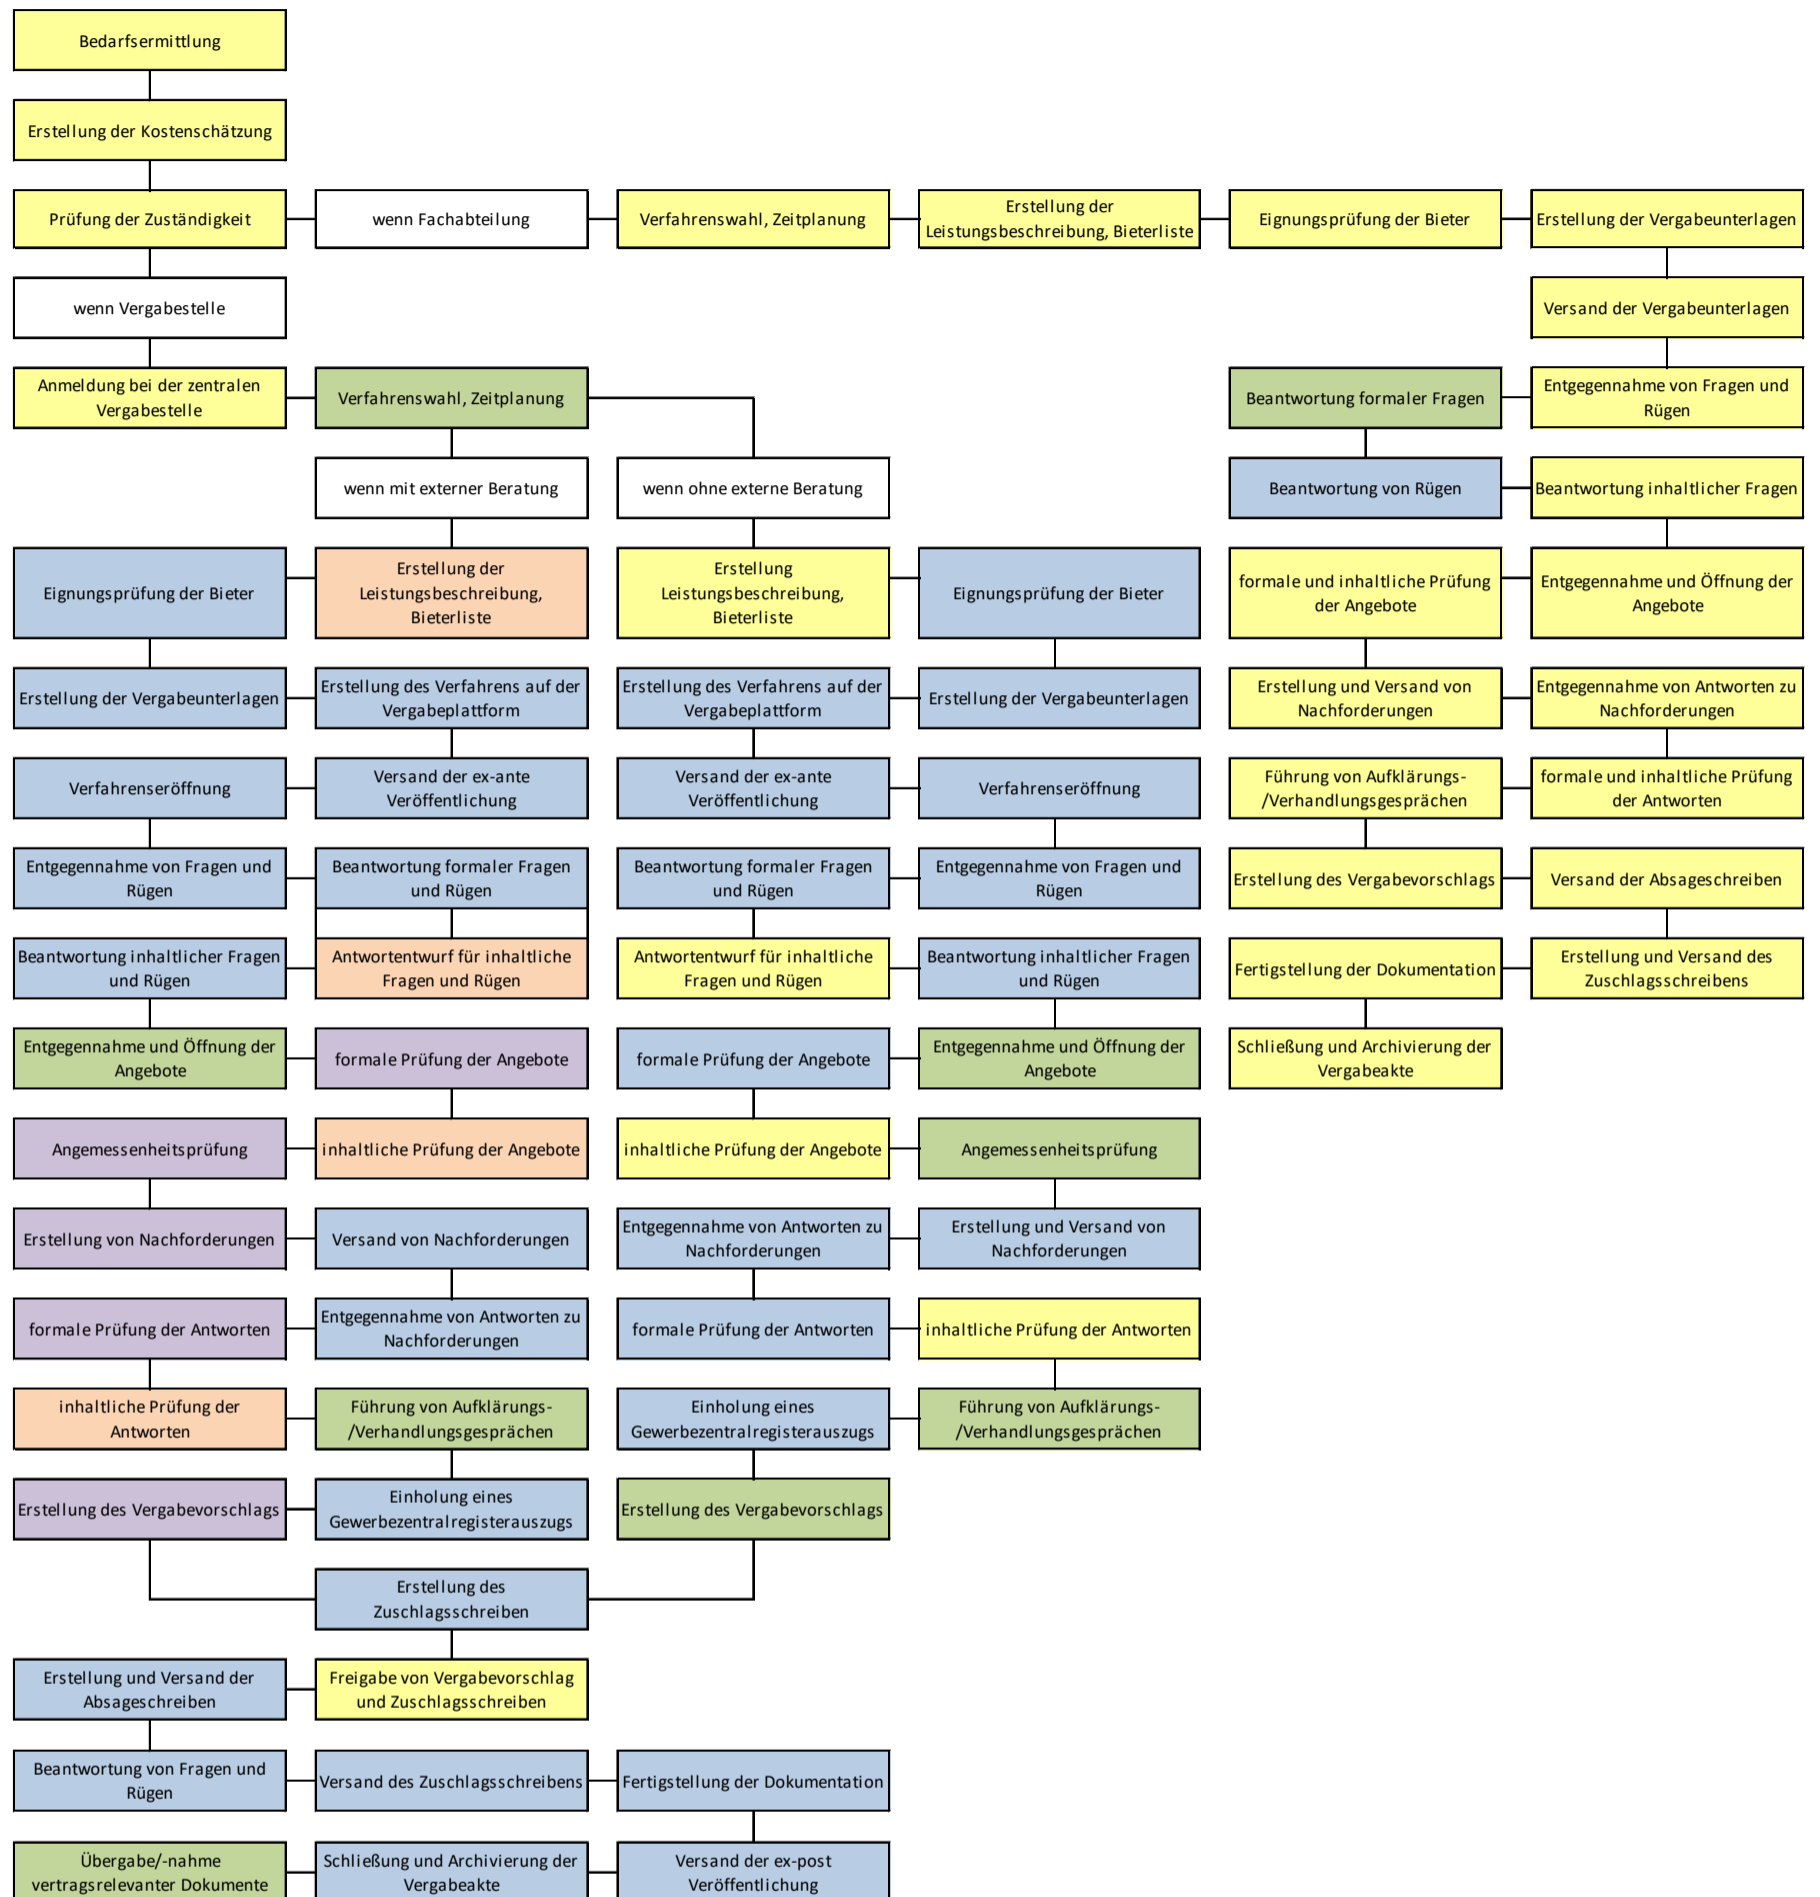 Bedarfsermittlung
Erstellung der Kostenschätzung
Prüfung der Zuständigkeit
wenn Fachabteilung
Verfahrenswahl, Zeitplanung
Erstellung der
Leistungsbeschreibung, Bieterliste
Eignungsprüfung der Bieter
Erstellung der Vergabeunterlagen
wenn Vergabestelle
Versand der Vergabeunterlagen
Anmeldung bei der zentralen
Vergabestelle
Verfahrenswahl, Zeitplanung
Beantwortung formaler Fragen
Entgegennahme von Fragen und
Rügen
wenn mit externer Beratung
wenn ohne externe Beratung
Beantwortung von Rügen
Beantwortung inhaltlicher Fragen
Eignungsprüfung der Bieter
Erstellung der
Leistungsbeschreibung,
Bieterliste
Erstellung
Leistungsbeschreibung,
Bieterliste
Eignungsprüfung der Bieter
formale und inhaltliche Prüfung
der Angebote
Entgegennahme und Öffnung der
Angebote
Erstellung der Vergabeunterlagen
Erstellung des Verfahrens auf der
Vergabeplattform
Erstellung des Verfahrens auf der
Vergabeplattform
Erstellung der Vergabeunterlagen
Erstellung und Versand von
Nachforderungen
Entgegennahme von Antworten zu
Nachforderungen
Verfahrenseröffnung
Versand der ex-ante
Veröffentlichung
Versand der ex-ante
Veröffentlichung
Verfahrenseröffnung
Führung von Aufklärungs-
/Verhandlungsgesprächen
formale und inhaltliche Prüfung
der Antworten
Entgegennahme von Fragen und
Rügen
Beantwortung formaler Fragen
und Rügen
Beantwortung formaler Fragen
und Rügen
Entgegennahme von Fragen und
Rügen
Erstellung des Vergabevorschlags
Versand der Absageschreiben
Beantwortung inhaltlicher Fragen
und Rügen
Antwortentwurf für inhaltliche
Fragen und Rügen
Antwortentwurf für inhaltliche
Fragen und Rügen
Beantwortung inhaltlicher Fragen
und Rügen
Fertigstellung der Dokumentation
Erstellung und Versand des
Zuschlagsschreibens
Entgegennahme und Öffnung der
Angebote
formale Prüfung der Angebote
formale Prüfung der Angebote
Entgegennahme und Öffnung der
Angebote
Schließung und Archivierung der
Vergabeakte
Angemessenheitsprüfung
inhaltliche Prüfung der Angebote
inhaltliche Prüfung der Angebote
Angemessenheitsprüfung
Erstellung von Nachforderungen
Versand von Nachforderungen
Entgegennahme von Antworten zu
Nachforderungen
Erstellung und Versand von
Nachforderungen
formale Prüfung der Antworten
Entgegennahme von Antworten zu
Nachforderungen
formale Prüfung der Antworten
inhaltliche Prüfung der Antworten
inhaltliche Prüfung der
Antworten
Führung von Aufklärungs-
/Verhandlungsgesprächen
Einholung eines
Gewerbezentralregisterauszugs
Führung von Aufklärungs-
/Verhandlungsgesprächen
Erstellung des Vergabevorschlags
Einholung eines
Gewerbezentralregisterauszugs
Erstellung des Vergabevorschlags
Erstellung des
Zuschlagsschreiben
Erstellung und Versand der
Absageschreiben
Freigabe von Vergabevorschlag
und Zuschlagsschreiben
Beantwortung von Fragen und
Rügen
Versand des Zuschlagsschreibens
Fertigstellung der Dokumentation
Übergabe/-nahme
vertragsrelevanter Dokumente
Schließung und Archivierung der
Vergabeakte
Versand der ex-post
Veröffentlichung